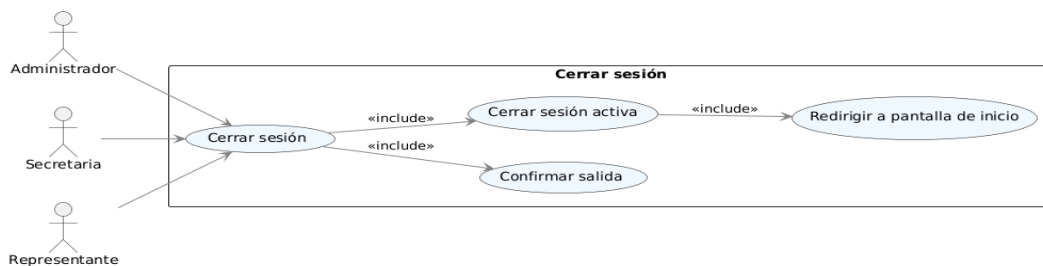 Administrador
Cerrar sesión
Cerrar sesión activa
«include»
Redirigir a pantalla de inicio
«include»
Cerrar sesión
«include»
Secretaria
Confirmar salida
Representante